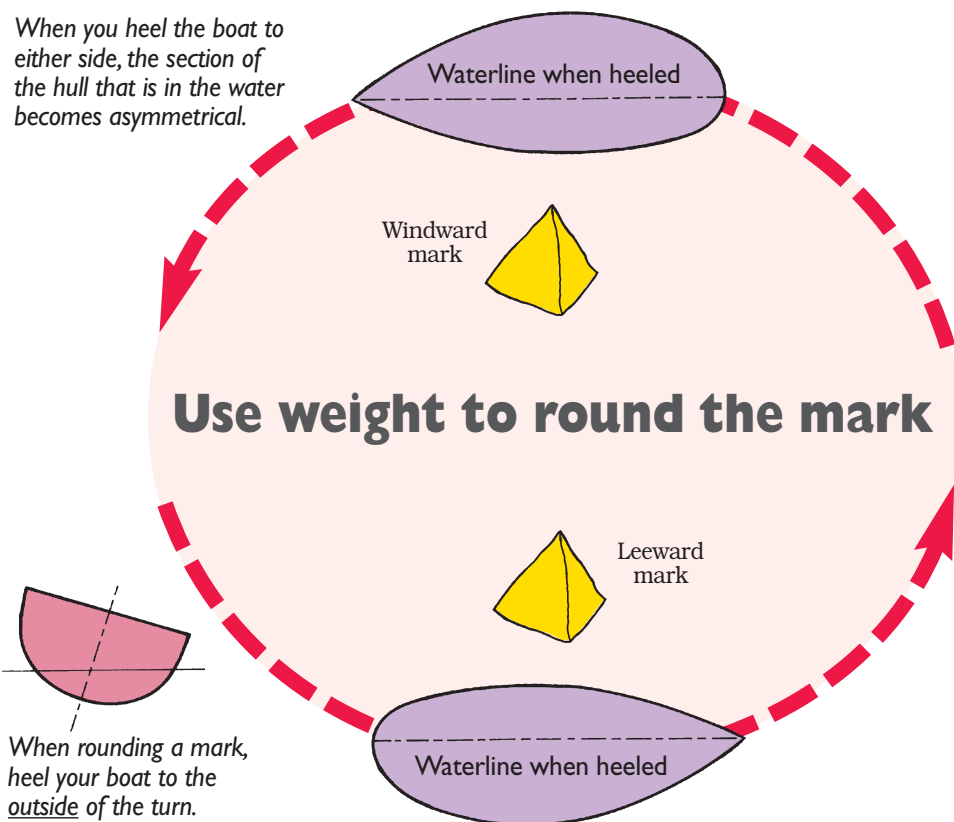 When you heel the boat to
either side, the section of
the hull that is in the water
becomes asymmetrical.
Waterline when heeled
Windward
mark
Use weight to round the mark
Leeward
mark
Waterline when heeled
When rounding a mark,
heel your boat to the
outside of the turn.